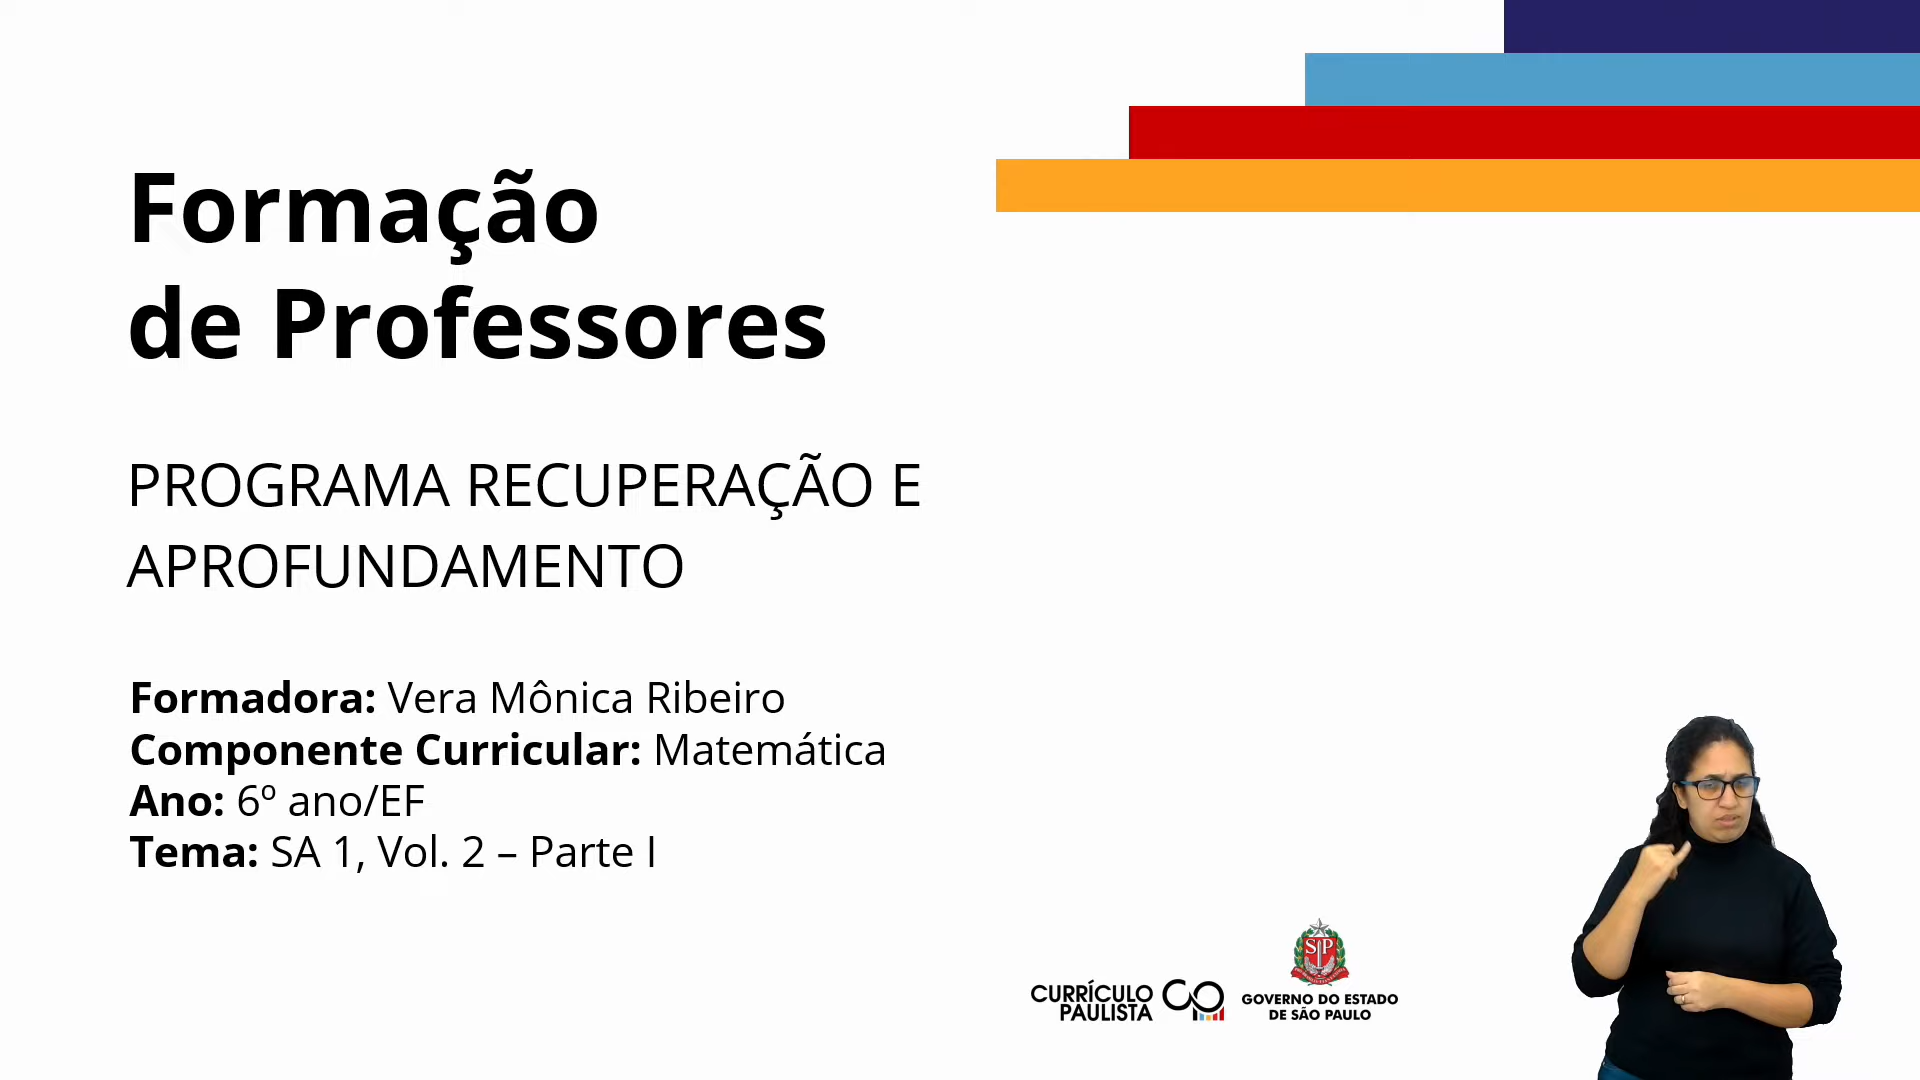 Formação
de Professores
PROGRAMA RECUPERAÇÃO E
APROFUNDAMENTO
Formadora: Vera Mônica Ribeiro
Componente Curricular: Matemática
Ano: 6º ano/EF
Tema: SA 1, Vol. 2 – Parte I
CURRÍCULO
PAULISTA
SP
GOVERNO DO ESTADO
DE SÃO PAULO